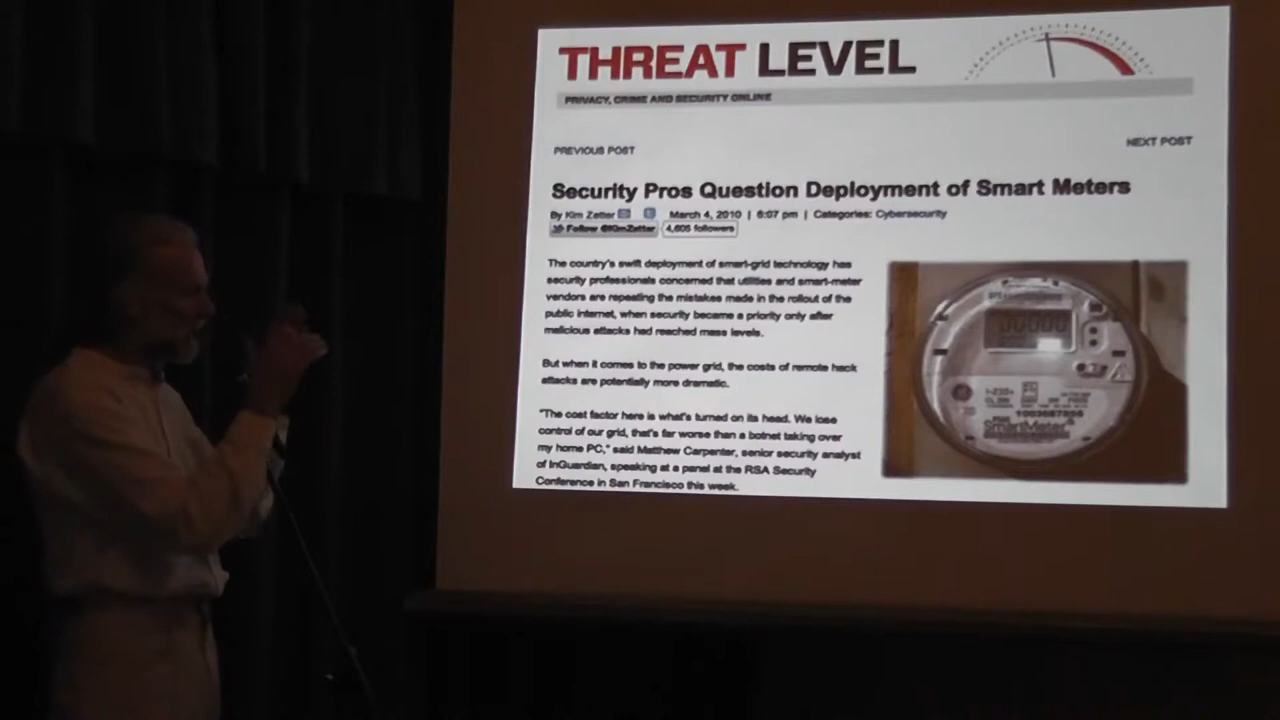 THREAT LEVEL
PRIVACY, CRIME AND SECURITY ONLINE
PREVIOUS POST
NEXT POST
Security Pros Question Deployment of Smart Meters
By Kim Zetter March 4, 2010 | 6:07 pm | Categories: Cybersecurity
Follow @KimZetter 4,605 followers
The country's swift deployment of smart-grid technology has
security professionals concerned that utilities and smart-meter
vendors are repeating the mistakes made in the rollout of the
public internet, when security became a priority only after
malicious attacks had reached mass levels.
But when it comes to the power grid, the costs of remote hack
attacks are potentially more dramatic.
"The cost factor here is what's turned on its head. We lose
control of our grid, that's far worse than a botnet taking over
my home PC," said Matthew Carpenter, senior security analyst
of InGuardian, speaking at a panel at the RSA Security
Conference in San Francisco this week.
00000
SmartMeter